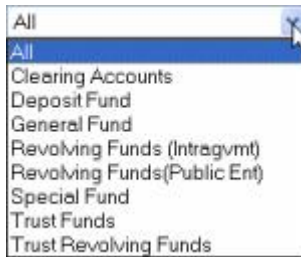 All
All
Clearing Accounts
Deposit Fund
General Fund
Revolving Funds (Intragvmt)
Revolving Funds(Public Ent)
Special Fund
Trust Funds
Trust Revolving Funds